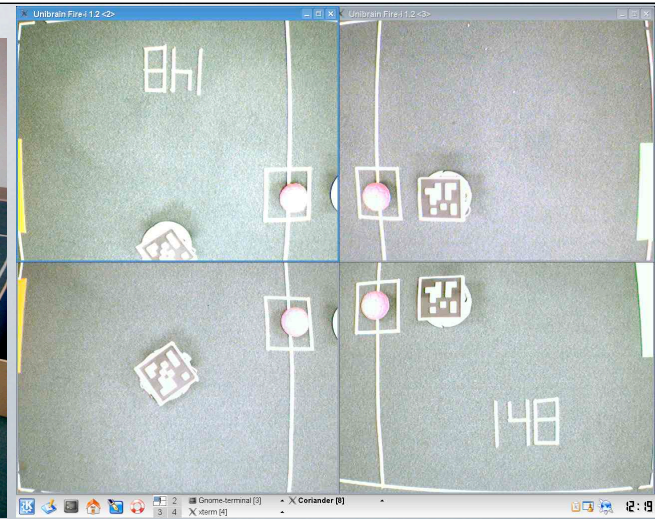 Unibrain Fire-i 1.2 <2>
Unibrain Fire-i 1.2 <3>
148
148
2
3 4
Gnome-terminal [3]
xterm [4]
Coriander [8]
12:19